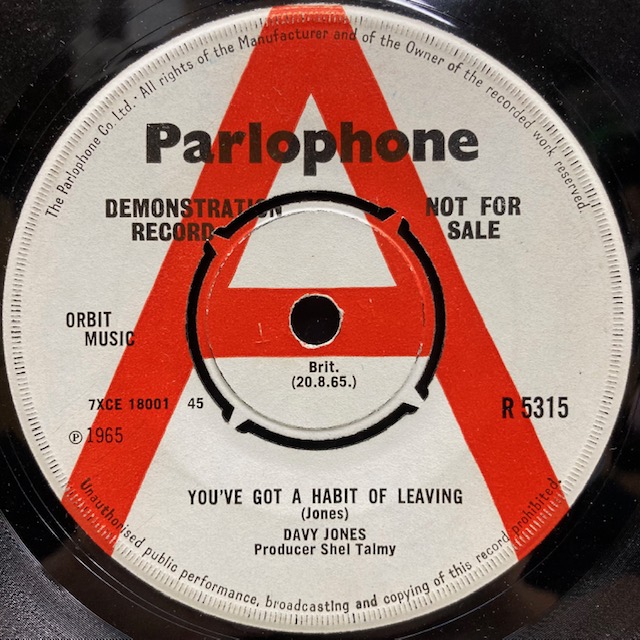 The Parlophone Co. Ltd. · All rights of the Manufacturer and of the Owner of the recorded work reserved.
Parlophone
DEMONSTRATION
RECORD
NOT FOR
SALE
ORBIT
MUSIC
Brit.
(20.8.65.)
7XCE 18001 45
R 5315
Ⓟ1965
YOU'VE GOT A HABIT OF LEAVING
(Jones)
DAVY JONES
Producer Shel Talmy
Unauthorised public performance, broadcasting and copying of this record prohibited.
A